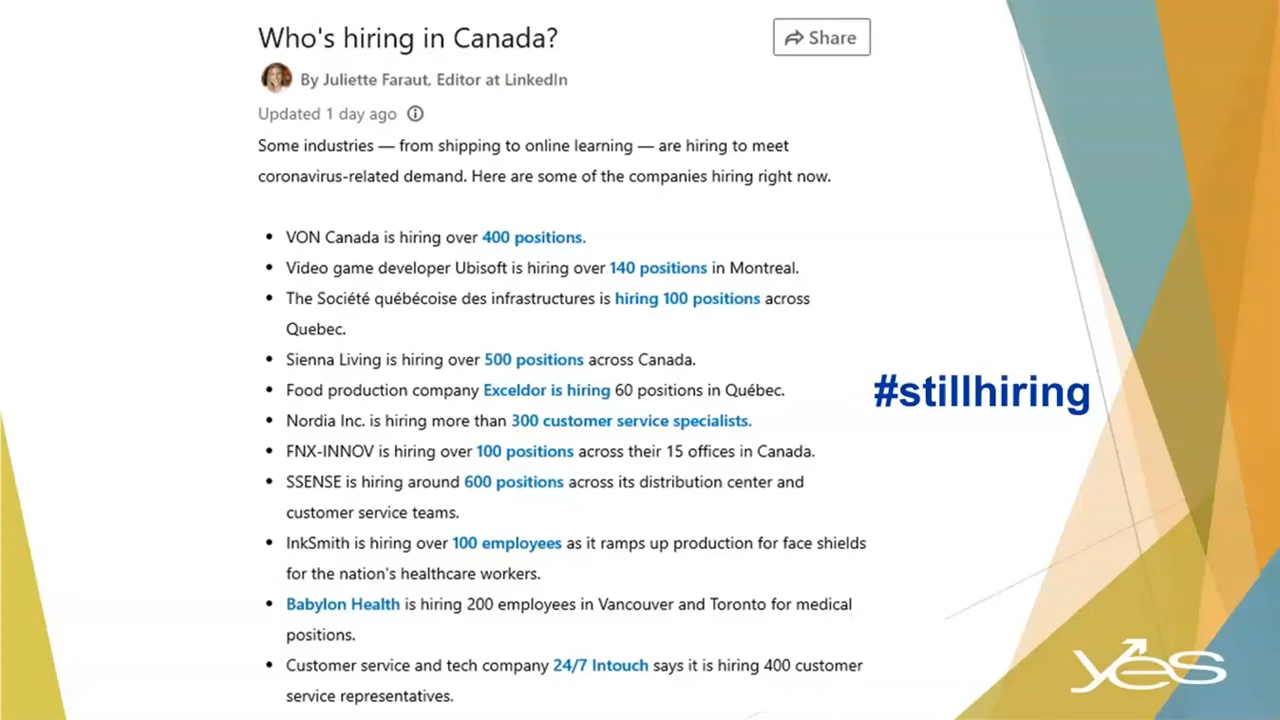 Who's hiring in Canada?
Share
By Juliette Faraut, Editor at LinkedIn
Updated 1 day ago
Some industries — from shipping to online learning — are hiring to meet
coronavirus-related demand. Here are some of the companies hiring right now.
• VON Canada is hiring over 400 positions.
• Video game developer Ubisoft is hiring over 140 positions in Montreal.
• The Société québécoise des infrastructures is hiring 100 positions across
Quebec.
• Sienna Living is hiring over 500 positions across Canada.
• Food production company Exceldor is hiring 60 positions in Québec.
• Nordia Inc. is hiring more than 300 customer service specialists.
• FNX-INNOV is hiring over 100 positions across their 15 offices in Canada.
• SSENSE is hiring around 600 positions across its distribution center and
customer service teams.
• InkSmith is hiring over 100 employees as it ramps up production for face shields
for the nation's healthcare workers.
• Babylon Health is hiring 200 employees in Vancouver and Toronto for medical
positions.
• Customer service and tech company 24/7 Intouch says it is hiring 400 customer
service representatives.
#stillhiring
yes